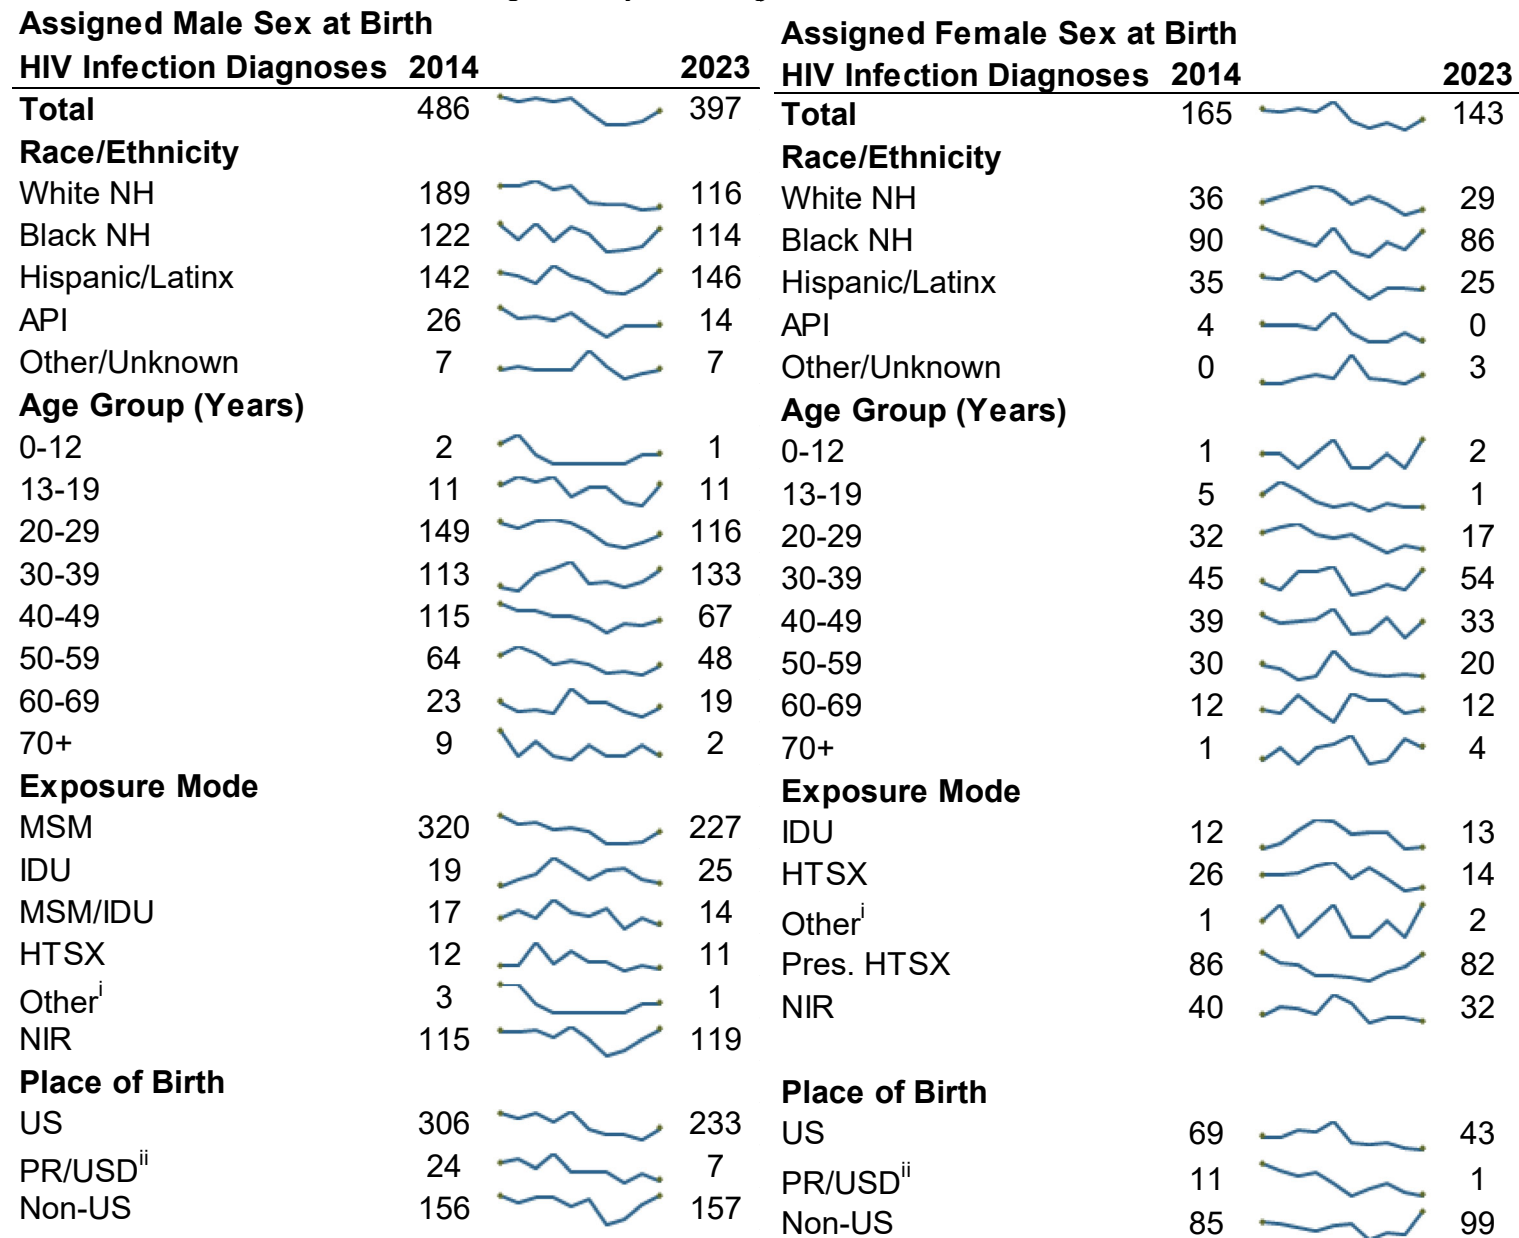 Assigned Male Sex at Birth
HIV Infection Diagnoses 2014 2023
Total 486 397
Race/Ethnicity
White NH 189 116
Black NH 122 114
Hispanic/Latinx 142 146
API 26 14
Other/Unknown 7 7
Age Group (Years)
0-12 2 1
13-19 11 11
20-29 149 116
30-39 113 133
40-49 115 67
50-59 64 48
60-69 23 19
70+ 9 2
Exposure Mode
MSM 320 227
IDU 19 25
MSM/IDU 17 14
HTSX 12 11
Other^i 3 1
NIR 115 119
Place of Birth
US 306 233
PR/USD^ii 24 7
Non-US 156 157
Assigned Female Sex at Birth
HIV Infection Diagnoses 2014 2023
Total 165 143
Race/Ethnicity
White NH 36 29
Black NH 90 86
Hispanic/Latinx 35 25
API 4 0
Other/Unknown 0 3
Age Group (Years)
0-12 1 2
13-19 5 1
20-29 32 17
30-39 45 54
40-49 39 33
50-59 30 20
60-69 12 12
70+ 1 4
Exposure Mode
IDU 12 13
HTSX 26 14
Other^i 1 2
Pres. HTSX 86 82
NIR 40 32
Place of Birth
US 69 43
PR/USD^ii 11 1
Non-US 85 99